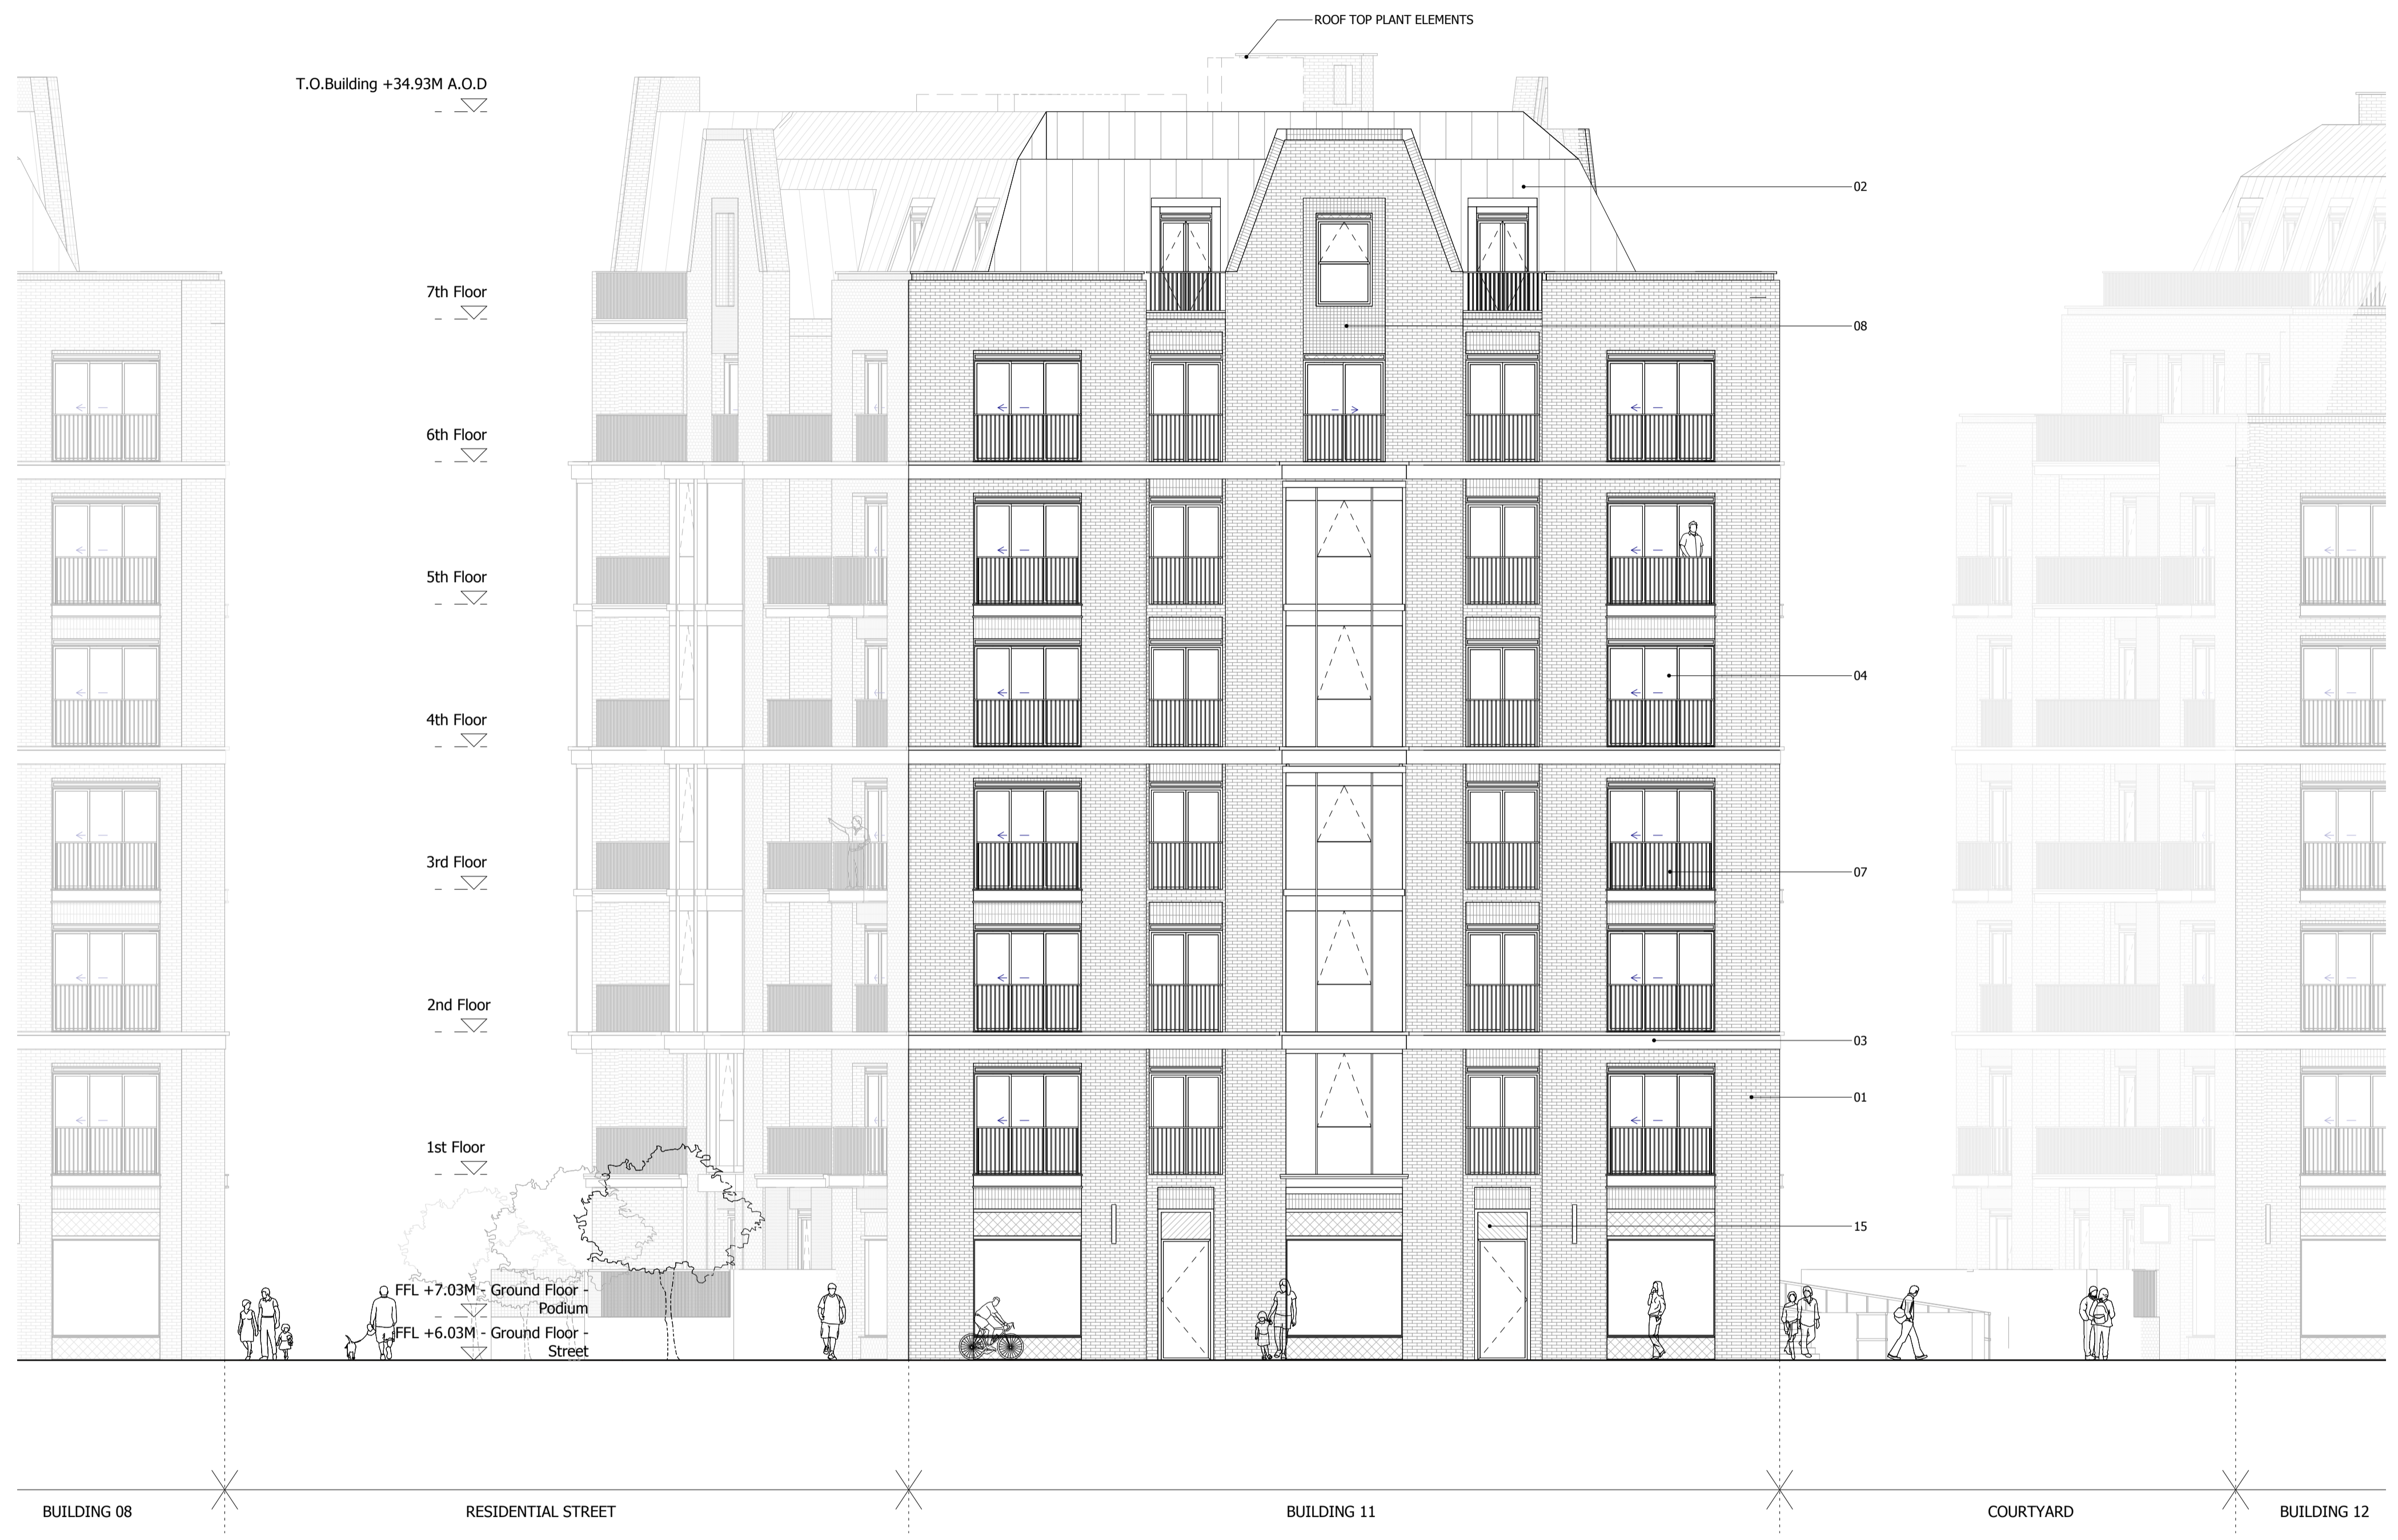 ROOF TOP PLANT ELEMENTS
T.O.Building +34.93M A.O.D
02
7th Floor
08
6th Floor
5th Floor
04
4th Floor
3rd Floor
07
2nd Floor
03
01
1st Floor
15
FFL +7.03M - Ground Floor -
Podium
FFL +6.03M - Ground Floor -
Street
BUILDING 08
RESIDENTIAL STREET
BUILDING 11
COURTYARD
BUILDING 12